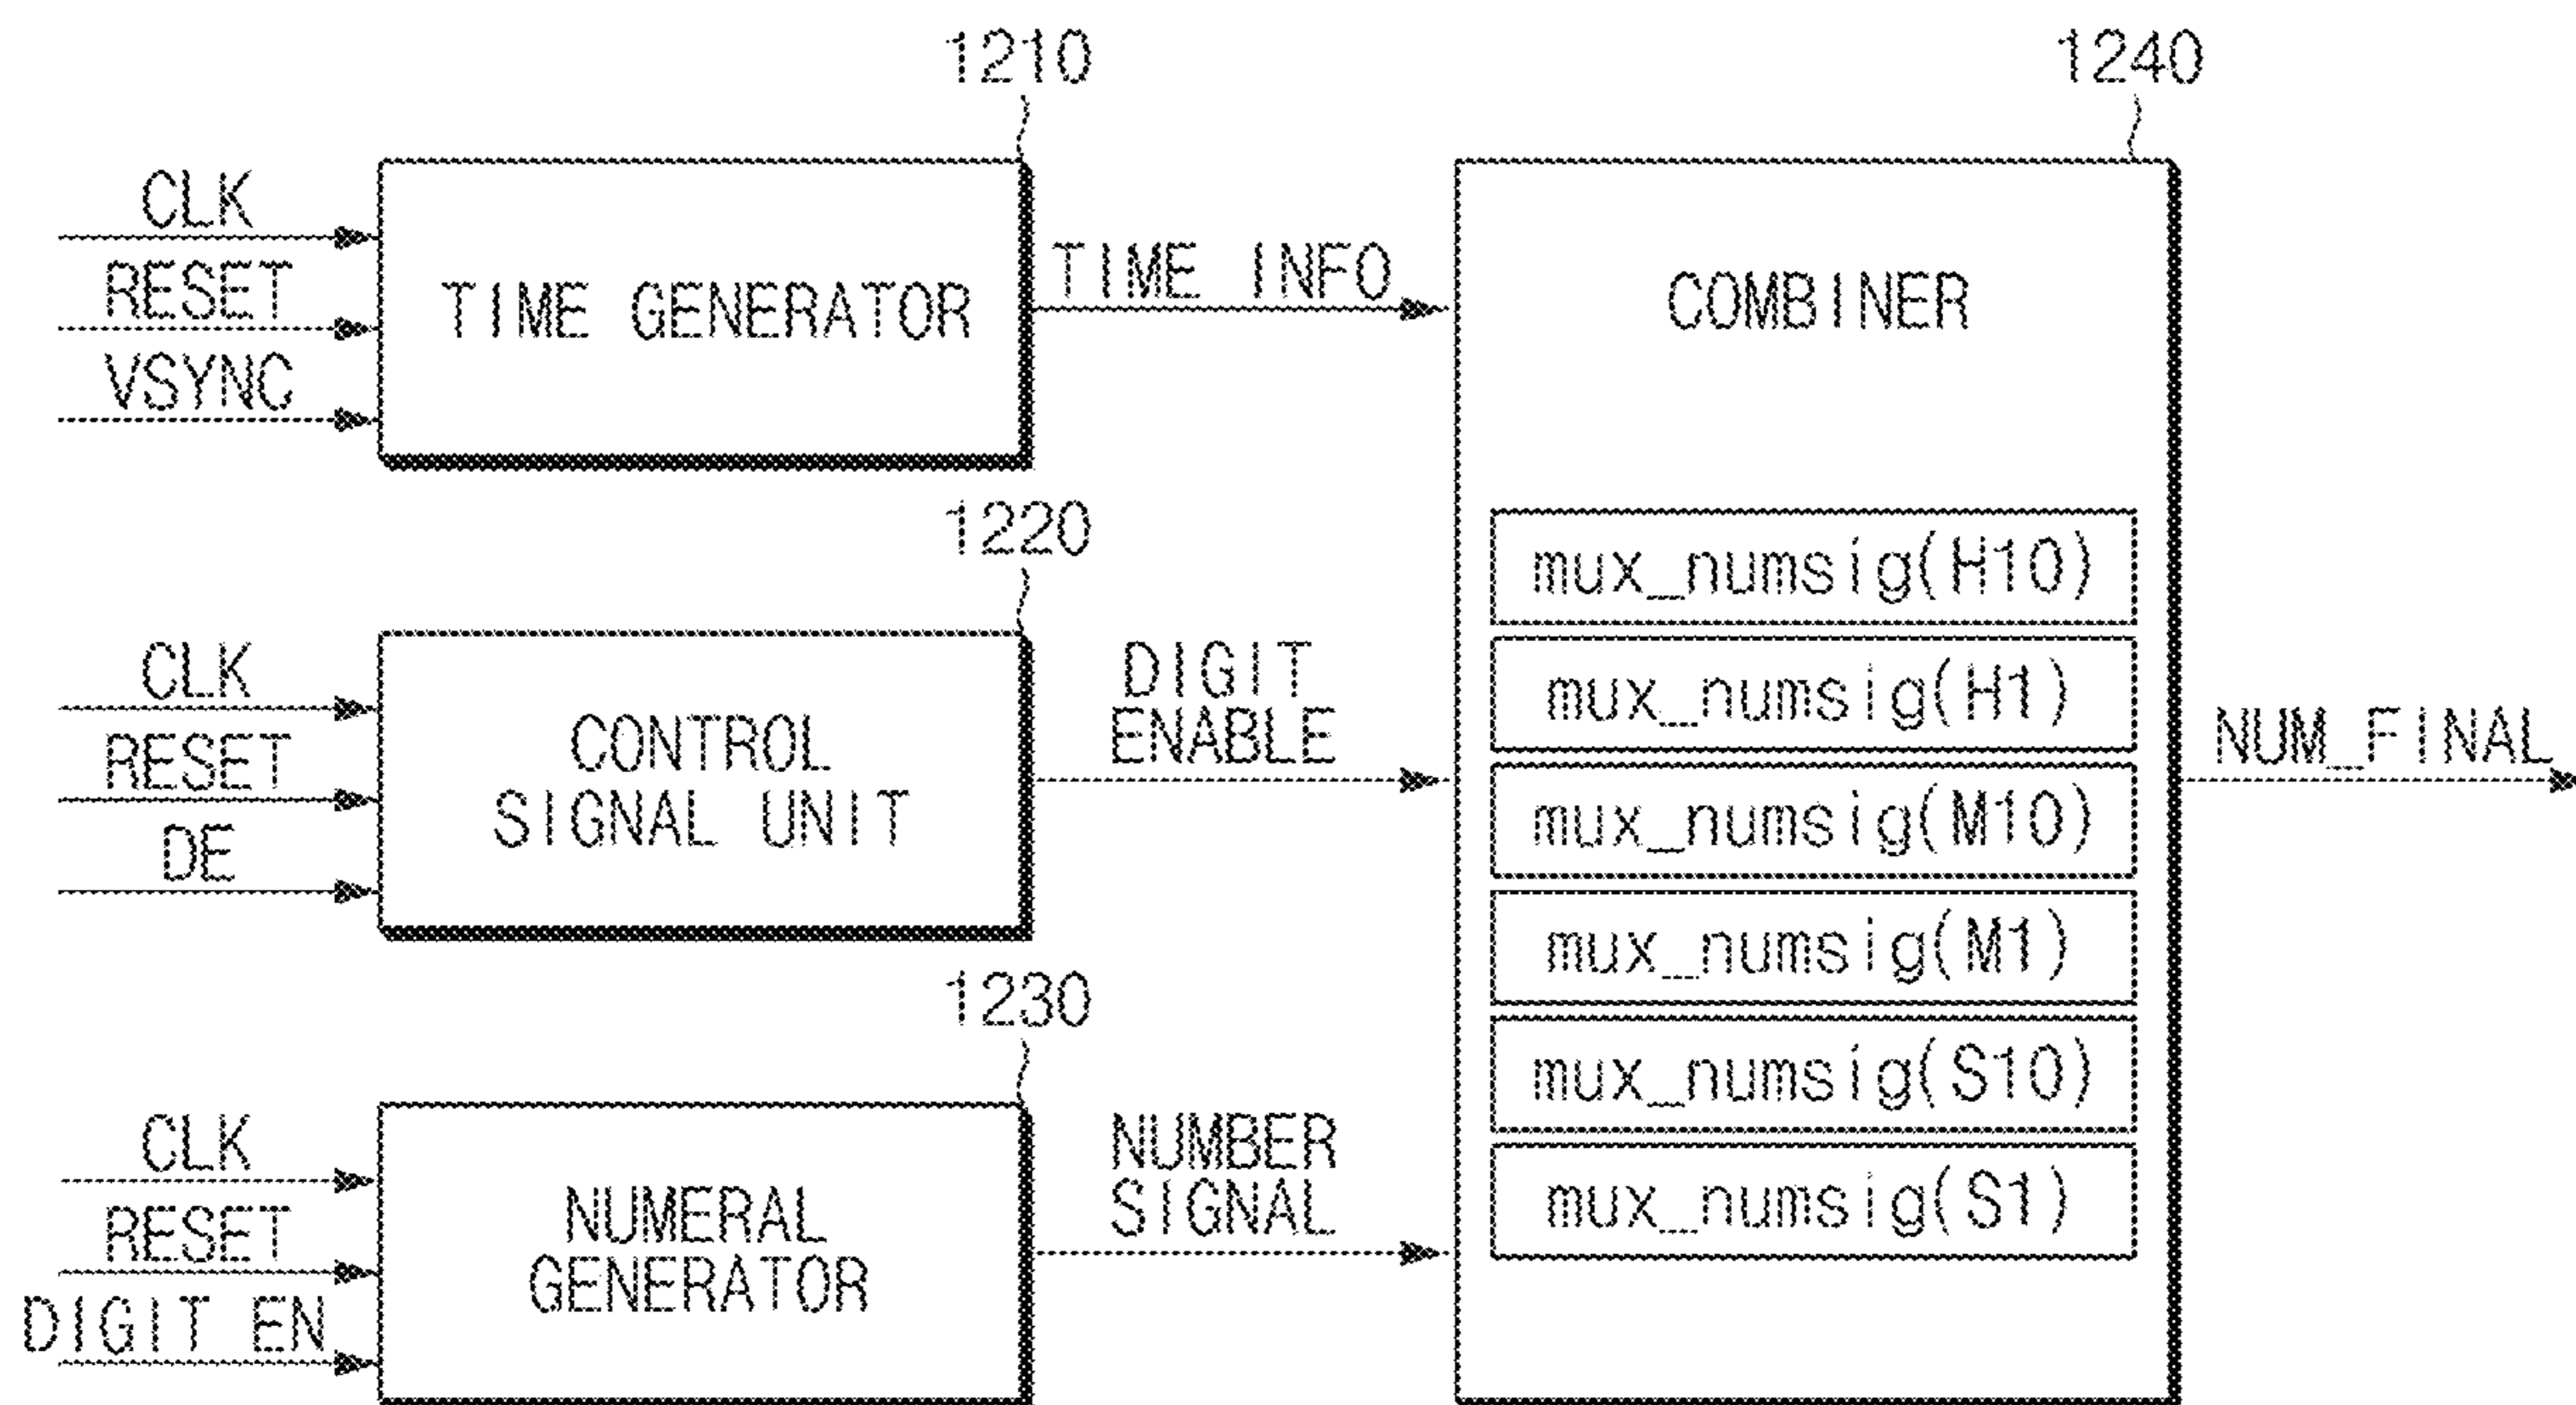 1210
1240
CLK
RESET
VSYNC
TIME GENERATOR
TIME INFO
COMBINER
1220
CLK
RESET
DE
CONTROL
SIGNAL UNIT
DIGIT
ENABLE
1230
CLK
RESET
DIGIT EN
NUMERAL
GENERATOR
NUMBER
SIGNAL
mux_numsig(H10)
mux_numsig(H1)
mux_numsig(M10)
mux_numsig(M1)
mux_numsig(S10)
mux_numsig(S1)
NUM_FINAL